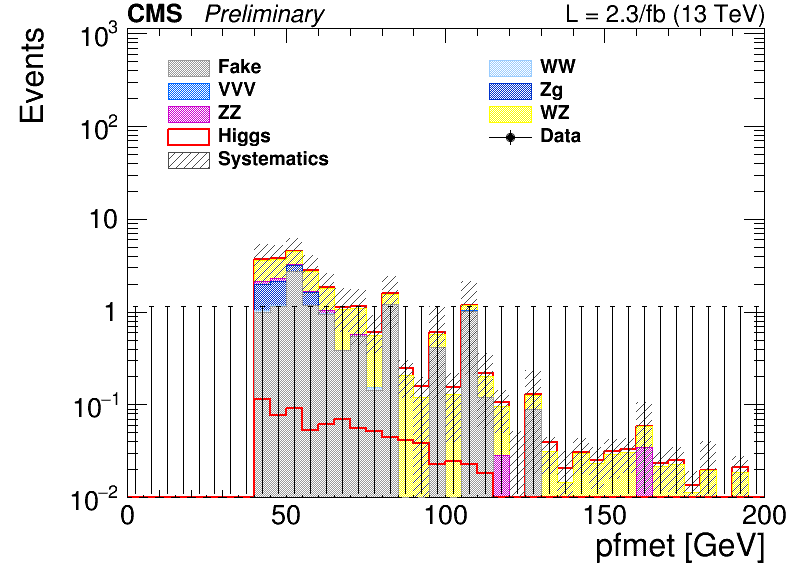 CMS Preliminary L = 2.3/fb (13 TeV)
Events
10³
10²
10
1
10⁻¹
10⁻²
Fake
VVV
ZZ
Higgs
Systematics
WW
Zg
WZ
Data
0 50 100 150 200
pfmet [GeV]